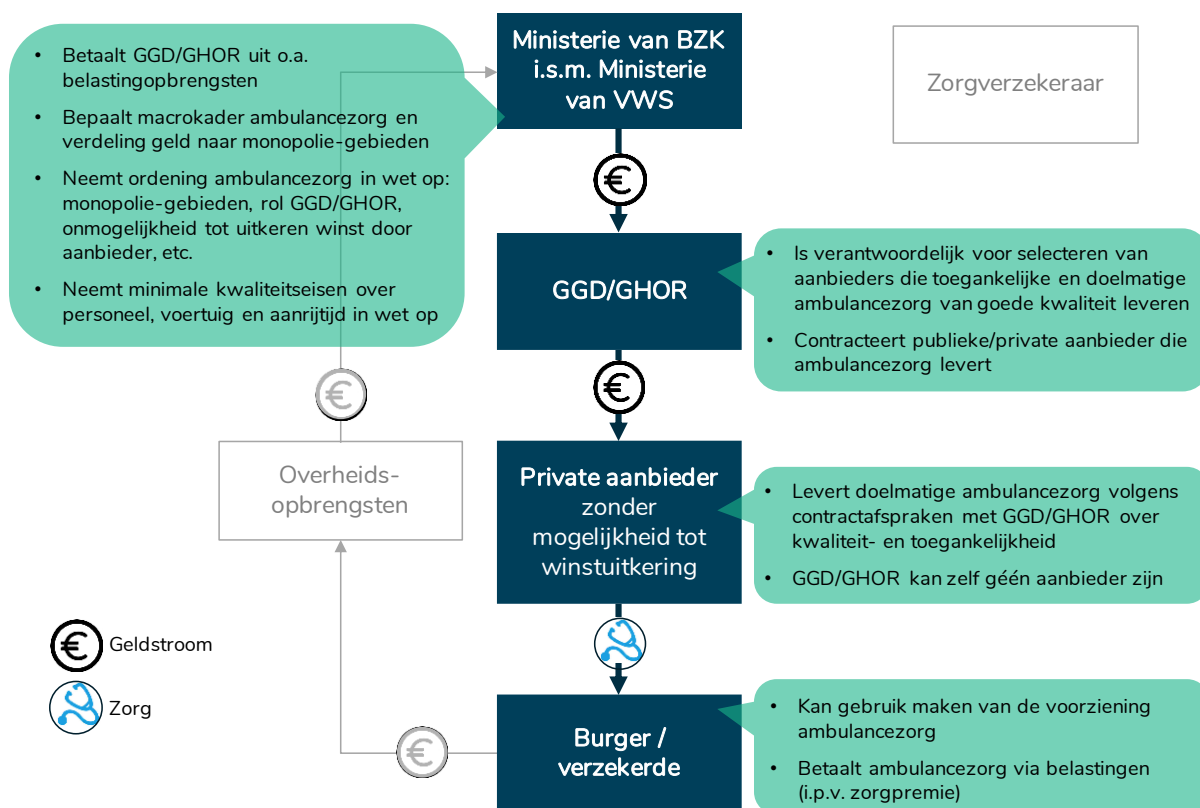 Ministerie van BZK
i.s.m. Ministerie
van VWS
Zorgverzekeraar
• Betaalt GGD/GHOR uit o.a.
belastingopbrengsten
• Bepaalt macrokader ambulancezorg en
verdeling geld naar monopolie-gebieden
• Neemt ordening ambulancezorg in wet op:
monopolie-gebieden, rol GGD/GHOR,
onmogelijkheid tot uitkeren winst door
aanbieder, etc.
• Neemt minimale kwaliteitseisen over
personeel, voertuig en aanrijtijd in wet op
€
GGD/GHOR
• Is verantwoordelijk voor selecteren van
aanbieders die toegankelijke en doelmatige
ambulancezorg van goede kwaliteit leveren
• Contracteert publieke/private aanbieder die
ambulancezorg levert
€
€
Overheids-
opbrengsten
Private aanbieder
zonder
mogelijkheid tot
winstuitkering
• Levert doelmatige ambulancezorg volgens
contractafspraken met GGD/GHOR over
kwaliteit- en toegankelijkheid
• GGD/GHOR kan zelf géén aanbieder zijn
€ Geldstroom
Zorg
€
Burger /
verzekerde
• Kan gebruik maken van de voorziening
ambulancezorg
• Betaalt ambulancezorg via belastingen
(i.p.v. zorgpremie)